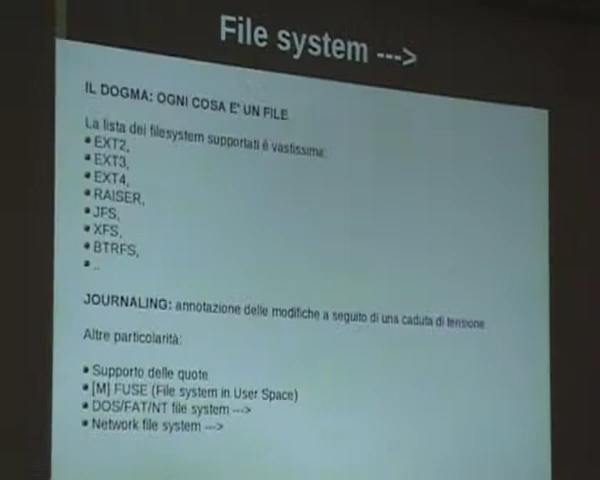 File system --->
IL DOGMA: OGNI COSA E' UN FILE
La lista dei filesystem supportati è vastissima:
• EXT2,
• EXT3,
• EXT4,
• RAISER,
• JFS,
• XFS,
• BTRFS,
• ..
JOURNALING: annotazione delle modifiche a seguito di una caduta di tensione
Altre particolarità:
• Supporto delle quote
• [M] FUSE (File system in User Space)
• DOS/FAT/NT file system --->
• Network file system --->